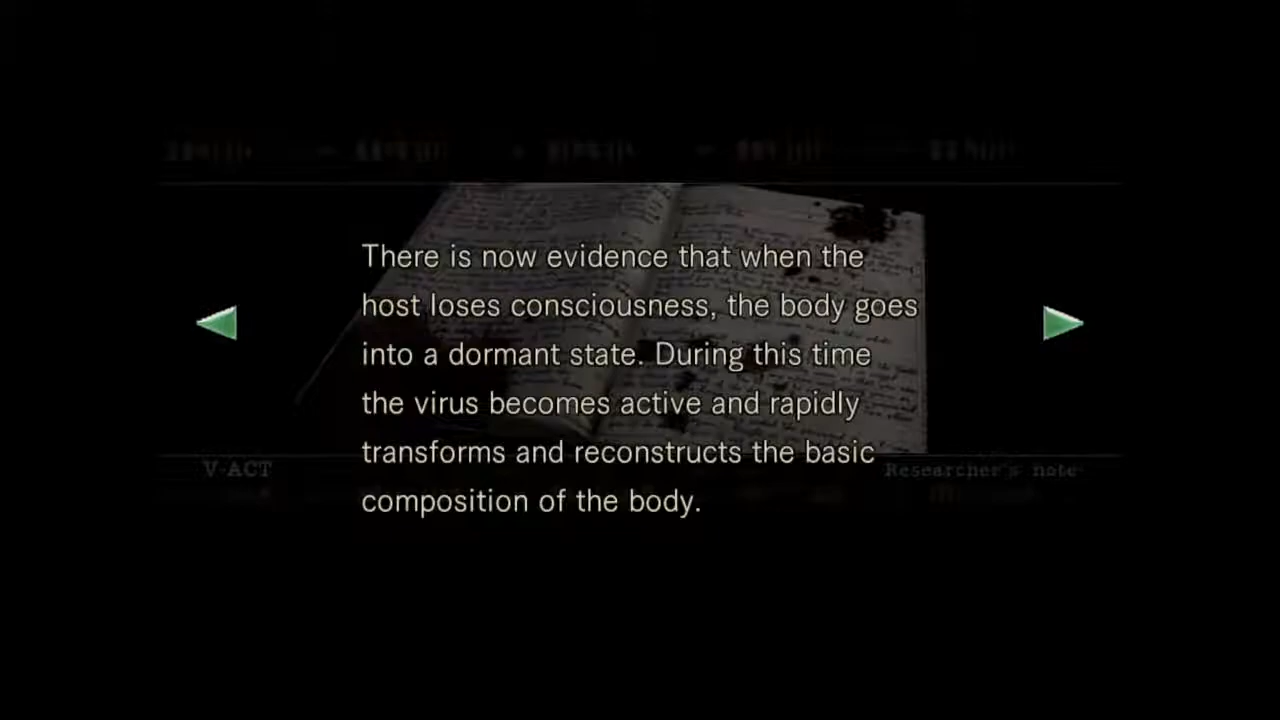 There is now evidence that when the
host loses consciousness, the body goes
into a dormant state. During this time
the virus becomes active and rapidly
transforms and reconstructs the basic
composition of the body.
V-ACT
Researcher's note